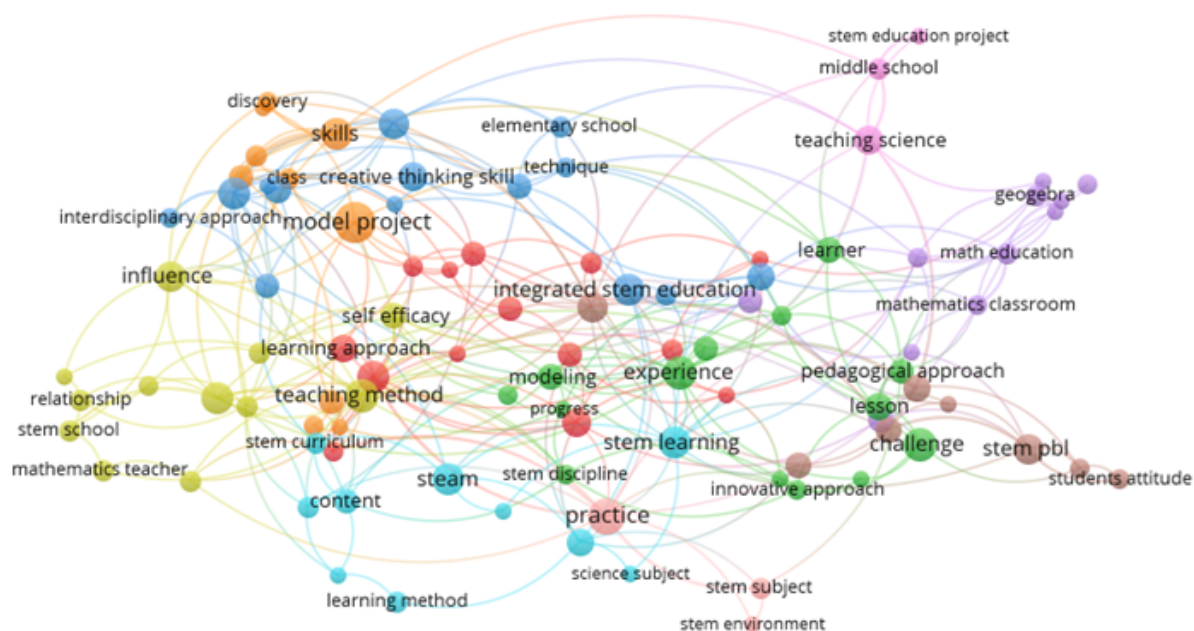 stem education project
middle school
discovery
skills
elementary school
teaching science
technique
class
creative thinking skill
geogebra
interdisciplinary approach
model project
learner
math education
influence
integrated stem education
mathematics classroom
self efficacy
learning approach
pedagogical approach
experience
modeling
teaching method
relationship
progress
lesson
stem school
stem curriculum
stem learning
challenge
stem pbl
mathematics teacher
steam
stem discipline
students attitude
innovative approach
content
practice
science subject
stem subject
learning method
stem environment